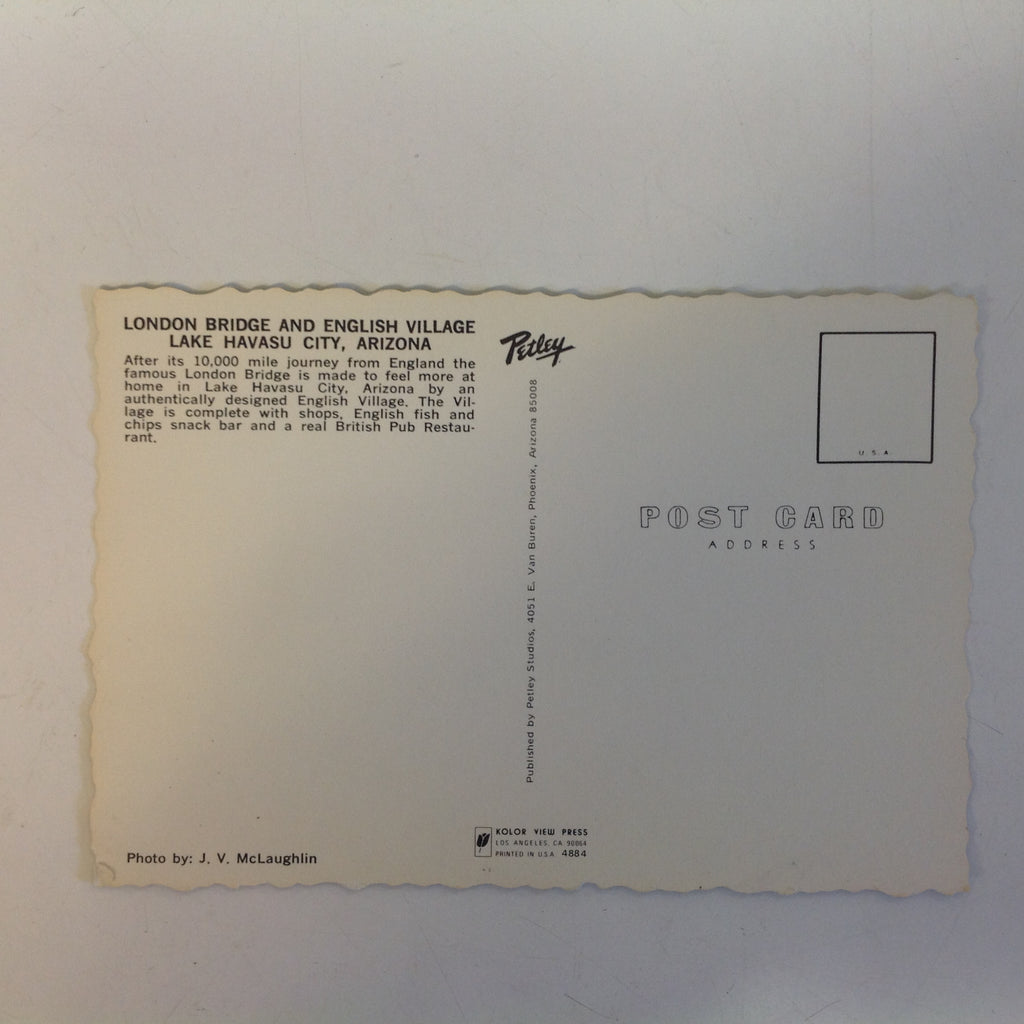 LONDON BRIDGE AND ENGLISH VILLAGE
LAKE HAVASU CITY, ARIZONA
After its 10,000 mile journey from England the
famous London Bridge is made to feel more at
home in Lake Havasu City, Arizona by an
authentically designed English Village. The Vil-
lage is complete with shops, English fish and
chips snack bar and a real British Pub Restau-
rant.
Photo by: J. V. McLaughlin
Petley
Published by Petley Studios, 4051 E. Van Buren, Phoenix, Arizona 85008
KOLOR VIEW PRESS
LOS ANGELES, CA 90064
PRINTED IN U.S.A. 4884
U. S. A.
POST CARD
ADDRESS